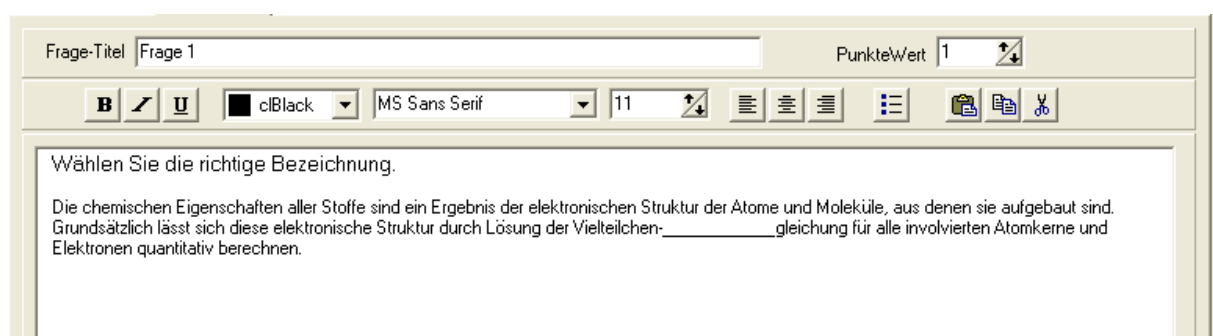 Frage-Titel Frage 1 PunkteWert 1
B I U clBlack MS Sans Serif 11
Wählen Sie die richtige Bezeichnung.
Die chemischen Eigenschaften aller Stoffe sind ein Ergebnis der elektronischen Struktur der Atome und Moleküle, aus denen sie aufgebaut sind.
Grundsätzlich lässt sich diese elektronische Struktur durch Lösung der Vielteilchen-______________gleichung für alle involvierten Atomkerne und
Elektronen quantitativ berechnen.